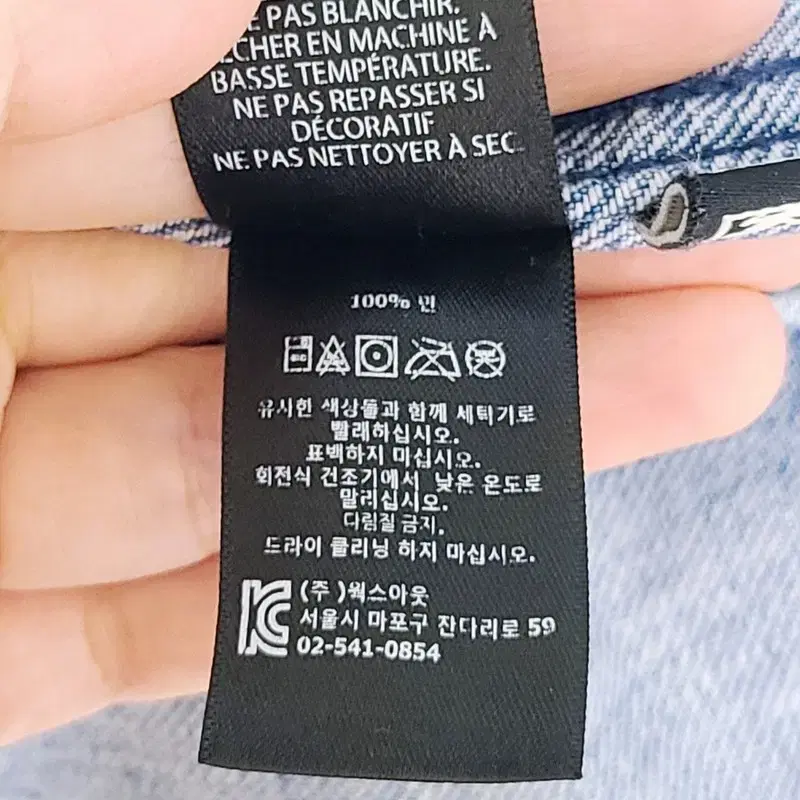 E PAS BLANCHIR.
ÉCHER EN MACHINE À
BASSE TEMPÉRATURE.
NE PAS REPASSER SI
DÉCORATIF
NE PAS NETTOYER À SEC
100% 면
유시한 색상돌과 함께 세틱기로
빨래하십시오.
표백하지 마십시오.
회전식 건조기에서 낮은 온도로
말리십시오.
다림질 금지.
드라이 클리닝 하지 마십시오.
(주 )웍스아웃
서울시 마포구 잔다리로 59
02-541-0854